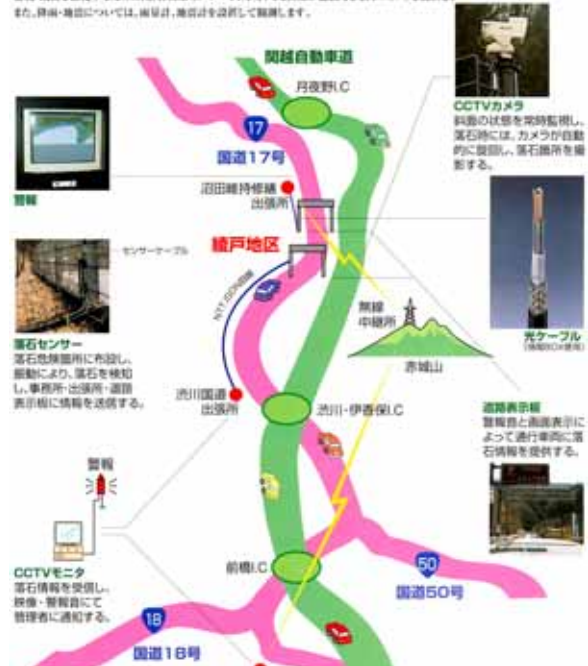 また、降雨・地震については、雨量計、地震計を設置して観測します。
関越自動車道
月夜野I.C
17
国道17号
CCTVカメラ
斜面の状態を常時監視し、
落石時には、カメラが自動
的に旋回し、落石箇所を撮
影する。
警報
沼田維持修繕
出張所
綾戸地区
センサーケーブル
NTT ISDN回線
落石センサー
落石危険箇所に布設し、
振動により、落石を検知
し、事務所・出張所・道路
表示板に情報を送信する。
無線
中継所
赤城山
光ケーブル
渋川国道
出張所
渋川・伊香保I.C
道路表示板
警報音と画面表示に
よって通行車両に落
石情報を提供する。
警報
CCTVモニタ
落石情報を受信し、
映像・警報音にて
管理者に通知する。
前橋I.C
50
国道50号
18
国道18号